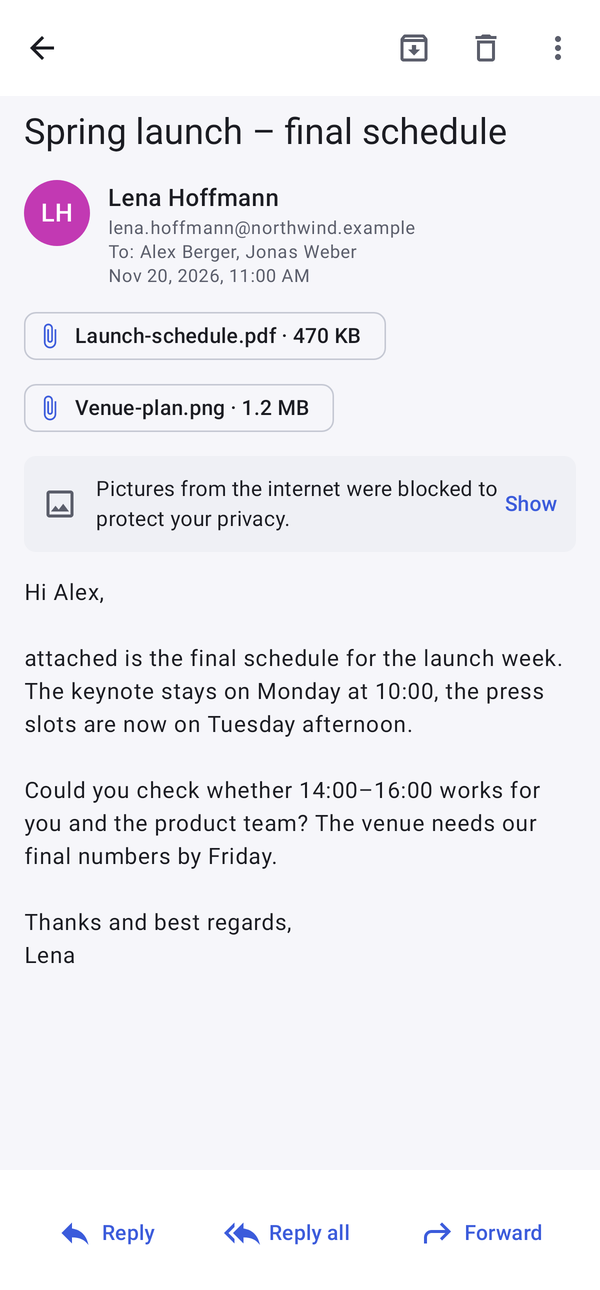 Spring launch – final schedule
LH
Lena Hoffmann
lena.hoffmann@northwind.example
To: Alex Berger, Jonas Weber
Nov 20, 2026, 11:00 AM
Launch-schedule.pdf · 470 KB
Venue-plan.png · 1.2 MB
Pictures from the internet were blocked to
protect your privacy.
Show
Hi Alex,
attached is the final schedule for the launch week.
The keynote stays on Monday at 10:00, the press
slots are now on Tuesday afternoon.
Could you check whether 14:00–16:00 works for
you and the product team? The venue needs our
final numbers by Friday.
Thanks and best regards,
Lena
Reply
Reply all
Forward